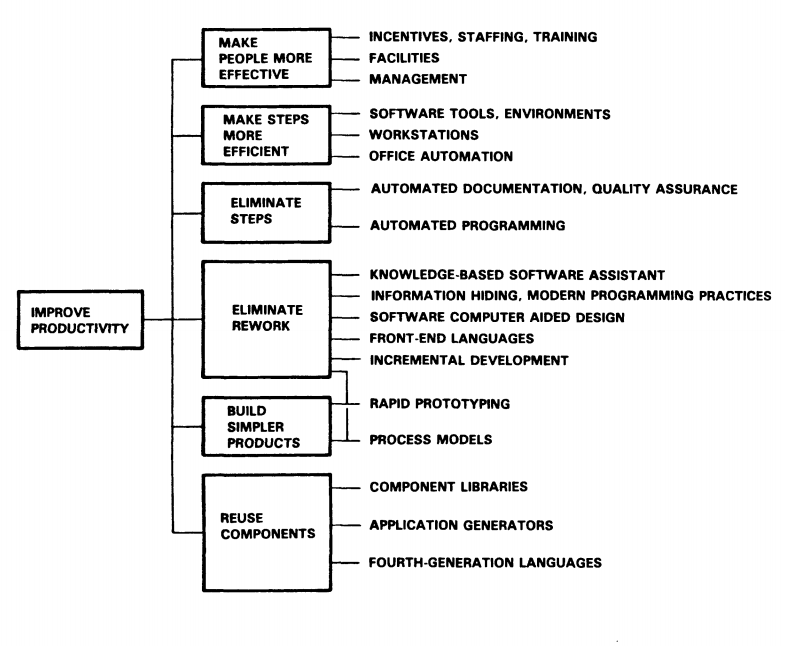 MAKE
PEOPLE MORE
EFFECTIVE
INCENTIVES, STAFFING, TRAINING
FACILITIES
MANAGEMENT
MAKE STEPS
MORE
EFFICIENT
SOFTWARE TOOLS, ENVIRONMENTS
WORKSTATIONS
OFFICE AUTOMATION
ELIMINATE
STEPS
AUTOMATED DOCUMENTATION, QUALITY ASSURANCE
AUTOMATED PROGRAMMING
IMPROVE
PRODUCTIVITY
ELIMINATE
REWORK
KNOWLEDGE-BASED SOFTWARE ASSISTANT
INFORMATION HIDING, MODERN PROGRAMMING PRACTICES
SOFTWARE COMPUTER AIDED DESIGN
FRONT-END LANGUAGES
INCREMENTAL DEVELOPMENT
BUILD
SIMPLER
PRODUCTS
RAPID PROTOTYPING
PROCESS MODELS
REUSE
COMPONENTS
COMPONENT LIBRARIES
APPLICATION GENERATORS
FOURTH-GENERATION LANGUAGES